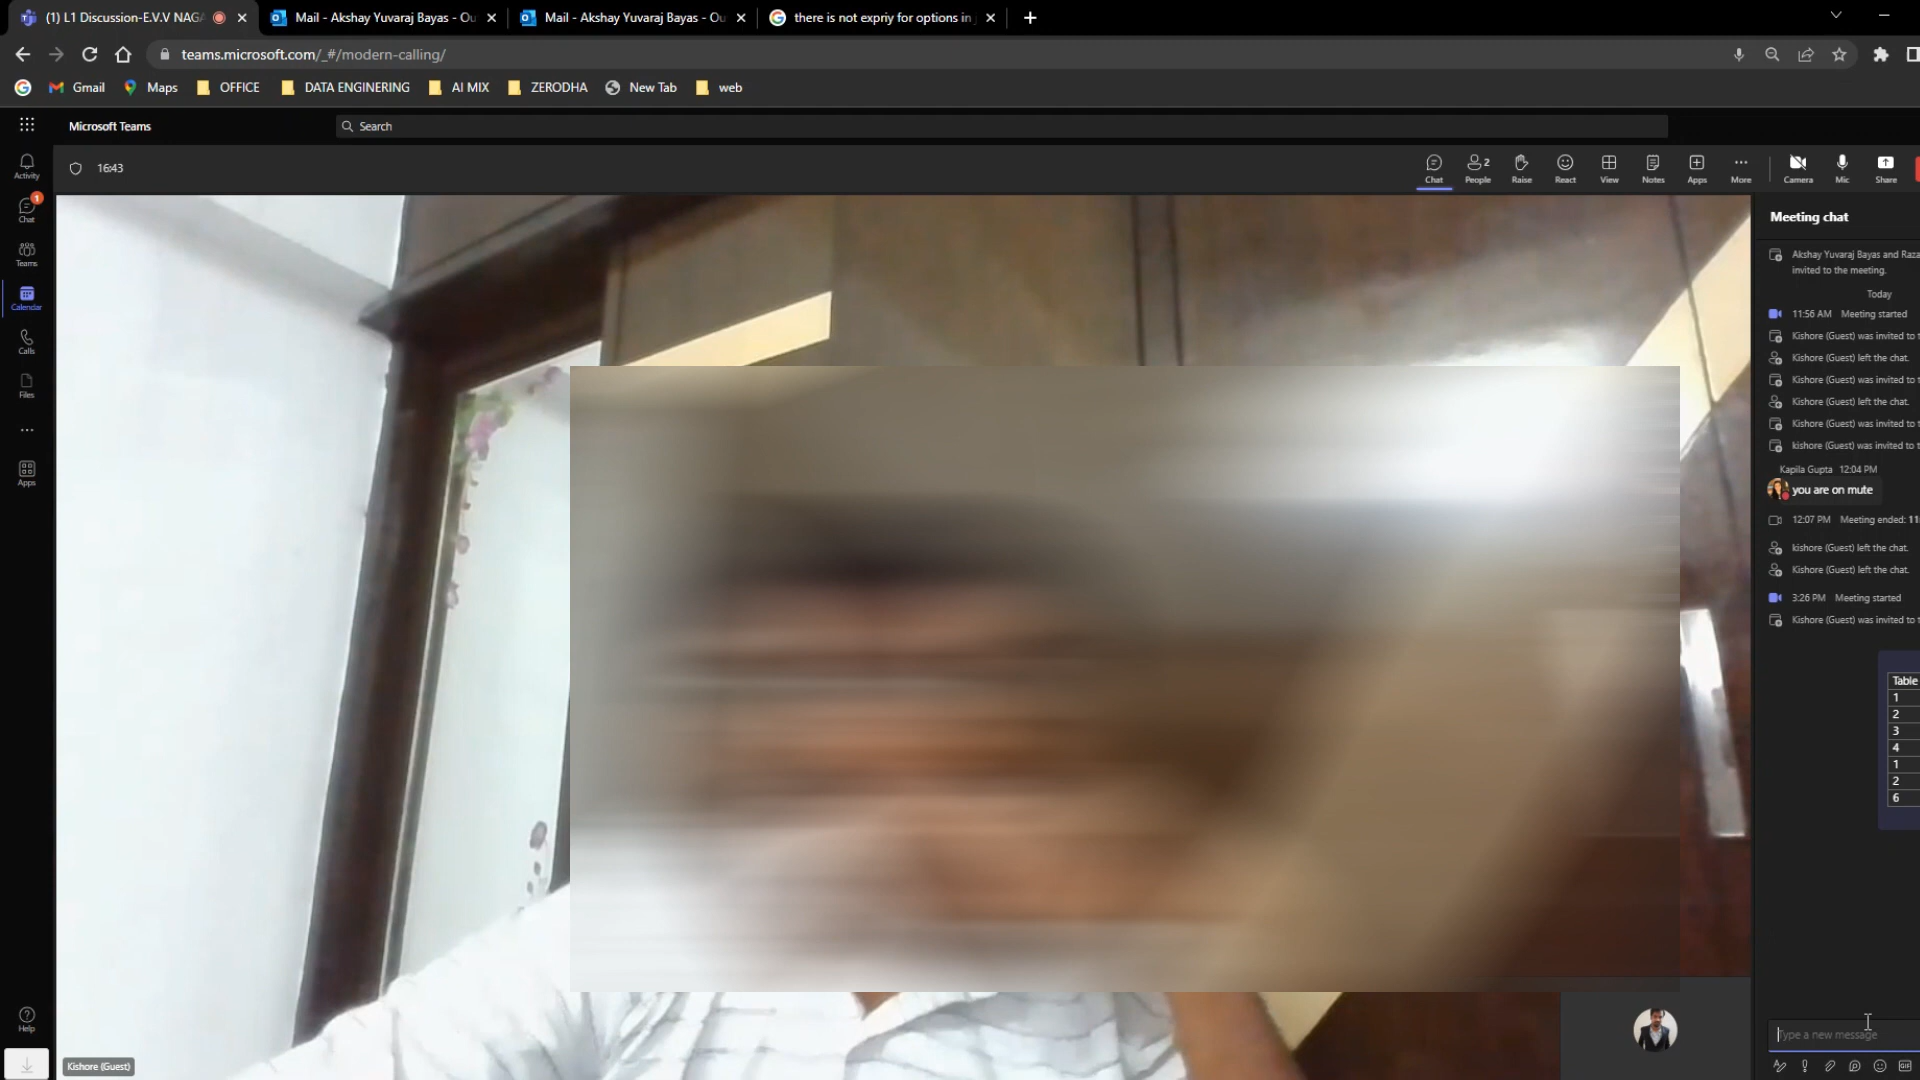 (1) L1 Discussion-E.V.V NAGA
Mail - Akshay Yuvaraj Bayas - Ou
Mail - Akshay Yuvaraj Bayas - Ou
there is not expriy for options in
teams.microsoft.com/_#/modern-calling/
Gmail
Maps
OFFICE
DATA ENGINERING
AI MIX
ZERODHA
New Tab
web
Microsoft Teams
Search
16:43
Chat
2
People
Raise
React
View
Notes
Apps
More
Camera
Mic
Share
Activity
1
Chat
Teams
Calendar
Calls
Files
Apps
Help
Meeting chat
Akshay Yuvaraj Bayas and Raza
invited to the meeting.
Today
11:56 AM Meeting started
Kishore (Guest) was invited to t
Kishore (Guest) left the chat.
Kishore (Guest) was invited to t
Kishore (Guest) left the chat.
Kishore (Guest) was invited to t
kishore (Guest) was invited to t
Kapila Gupta 12:04 PM
you are on mute
12:07 PM Meeting ended: 11
kishore (Guest) left the chat.
Kishore (Guest) left the chat.
3:26 PM Meeting started
Kishore (Guest) was invited to t
Table
1
2
3
4
1
2
6
Type a new message
GIF
Kishore (Guest)